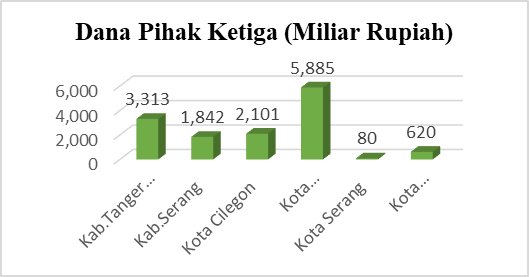 Dana Pihak Ketiga (Miliar Rupiah)
5,885
3,313
1,842
2,101
80
620
6,000
4,000
2,000
0
Kab.Tanger...
Kab.Serang
Kota Cilegon
Kota...
Kota Serang
Kota...